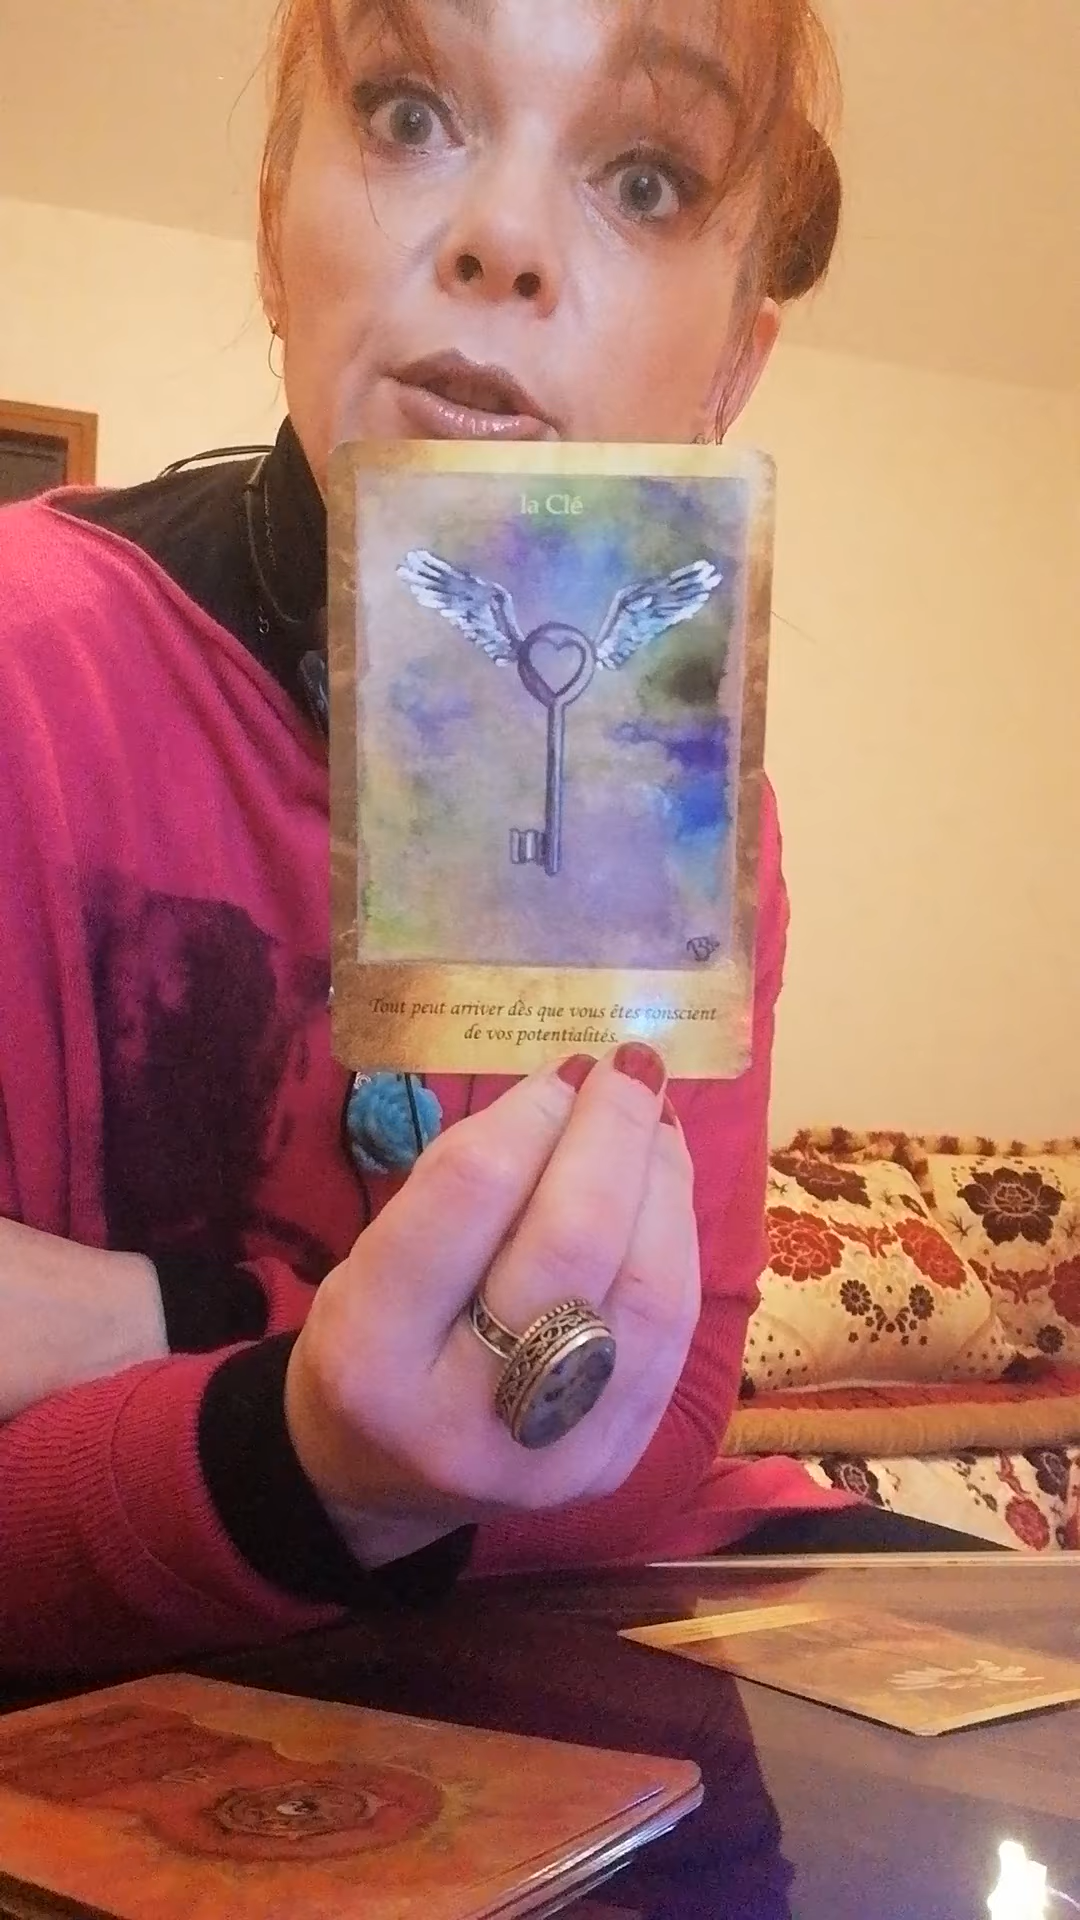 la Clé
Tout peut arriver dès que vous êtes conscient
de vos potentialités.